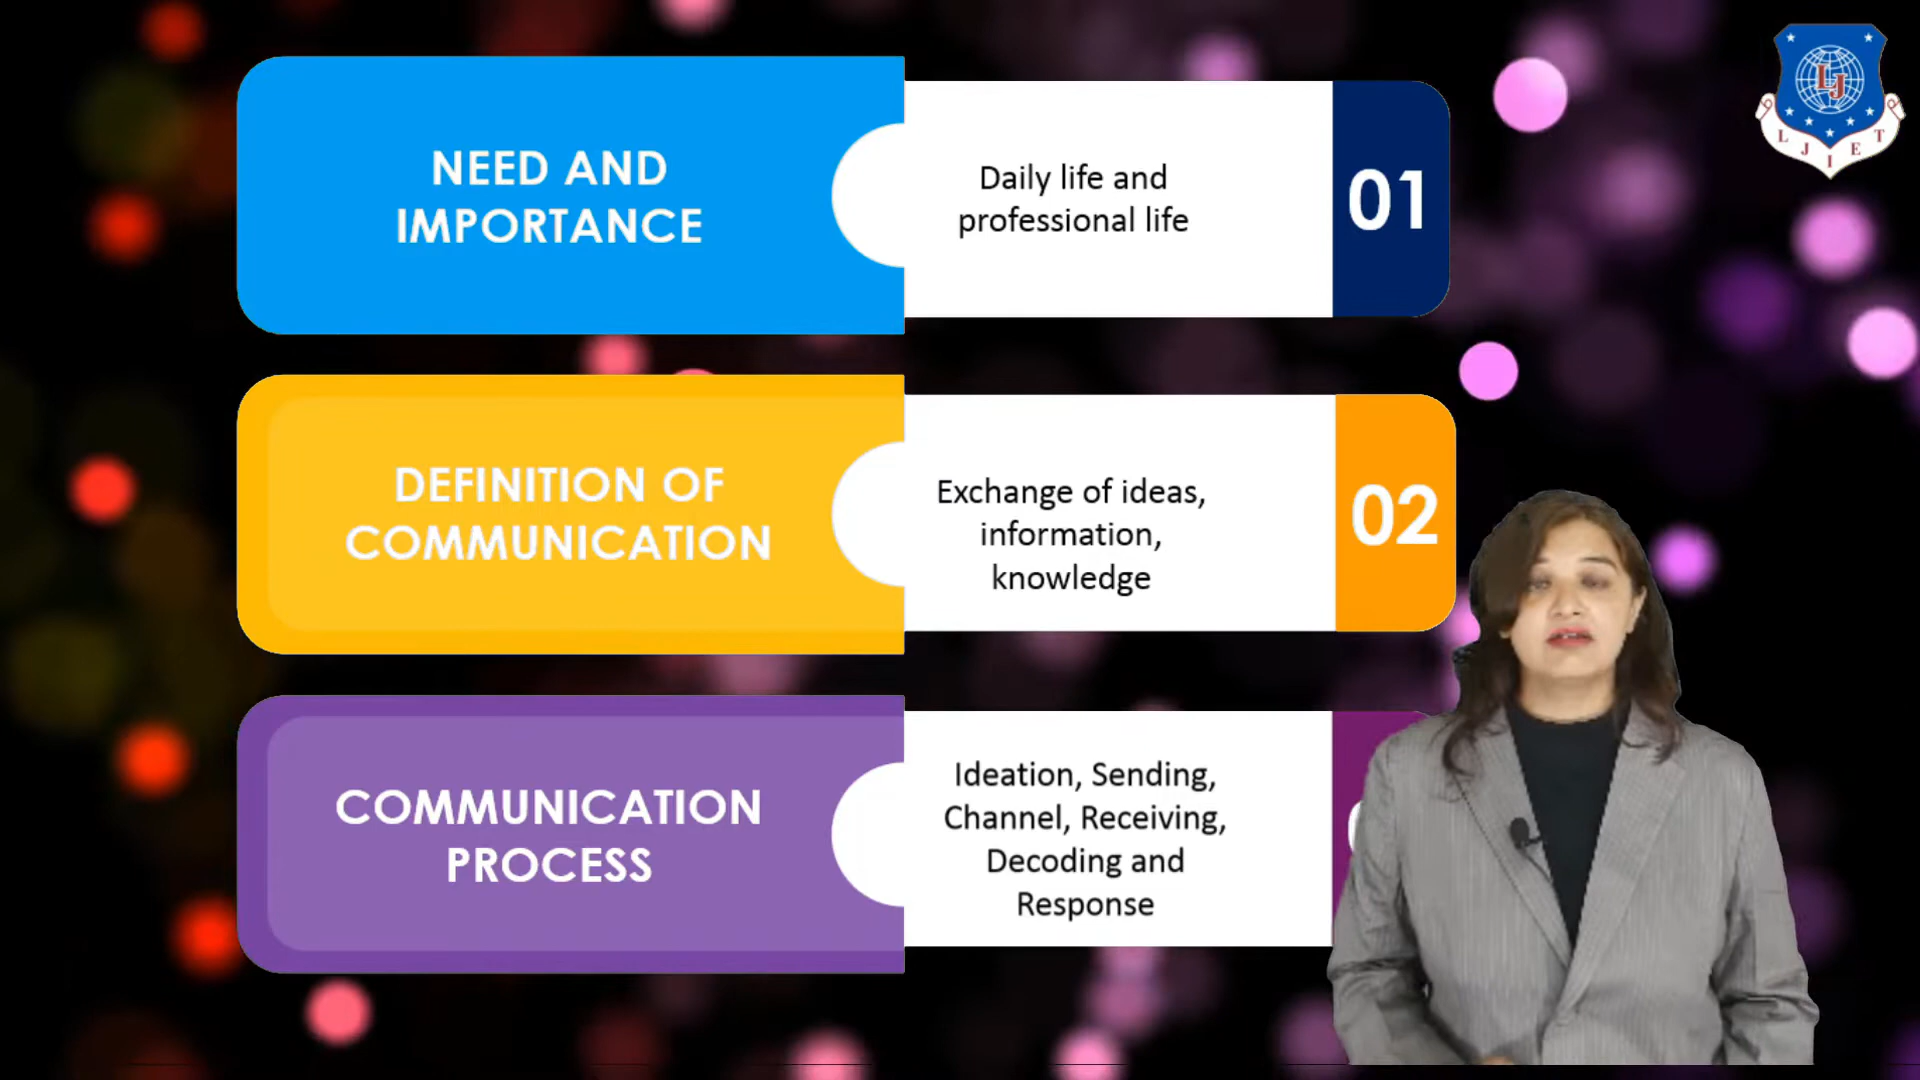 NEED AND
IMPORTANCE
Daily life and
professional life
01
DEFINITION OF
COMMUNICATION
Exchange of ideas,
information,
knowledge
02
COMMUNICATION
PROCESS
Ideation, Sending,
Channel, Receiving,
Decoding and
Response
LJ
L J I E T